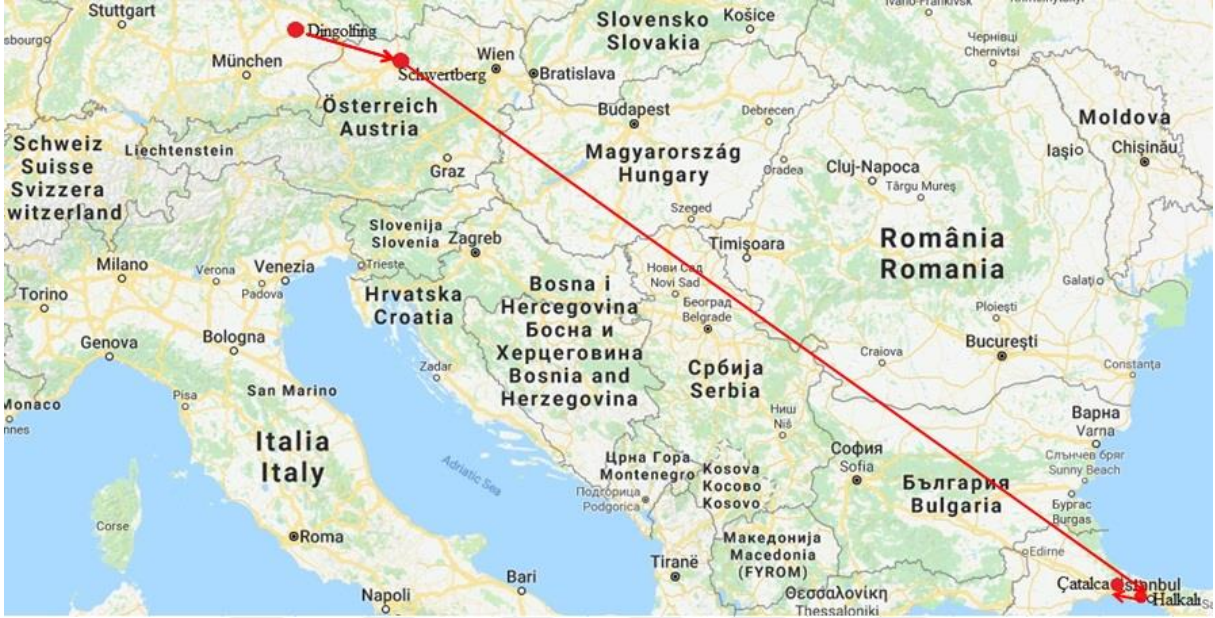 Stuttgart
Dingolfing
München
Schwertberg
Wien
Bratislava
Slovensko
Slovakia
Košice
Чернівці
Chernivtsi
Österreich
Austria
Budapest
Debrecen
Moldova
Schweiz
Suisse
Svizzera
witzerland
Liechtenstein
Graz
Magyarország
Hungary
Oradea
Cluj-Napoca
Târgu Mureș
Iași
Chișinău
Szeged
Slovenija
Slovenia
Zagreb
Timișoara
România
Romania
Milano
Verona
Venezia
Trieste
Padova
Torino
Нови Сад
Novi Sad
Galați
Hrvatska
Croatia
Bosna i
Hercegovina
Босна и
Херцеговина
Bosnia and
Herzegovina
Београд
Belgrade
Ploiești
București
Genova
Bologna
Craiova
Constanța
Zadar
Србија
Serbia
San Marino
Pisa
Monaco
Ниш
Niš
Варна
Varna
Слънчев бряг
Sunny Beach
Italia
Italy
Adriatic Sea
Црна Гора
Montenegro
Подгорица
Podgorica
Kosova
Косово
Kosovo
София
Sofia
България
Bulgaria
Бургас
Burgas
Corse
Roma
Македонија
Macedonia
(FYROM)
Tiranë
Edirne
Napoli
Bari
Θεσσαλονίκη
Thessaloniki
Çatalca
Istanbul
Halkalı